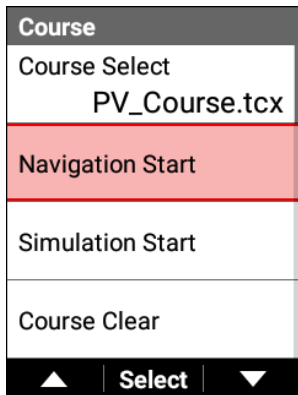 Course
Course Select
PV_Course.tcx
Navigation Start
Simulation Start
Course Clear
Select